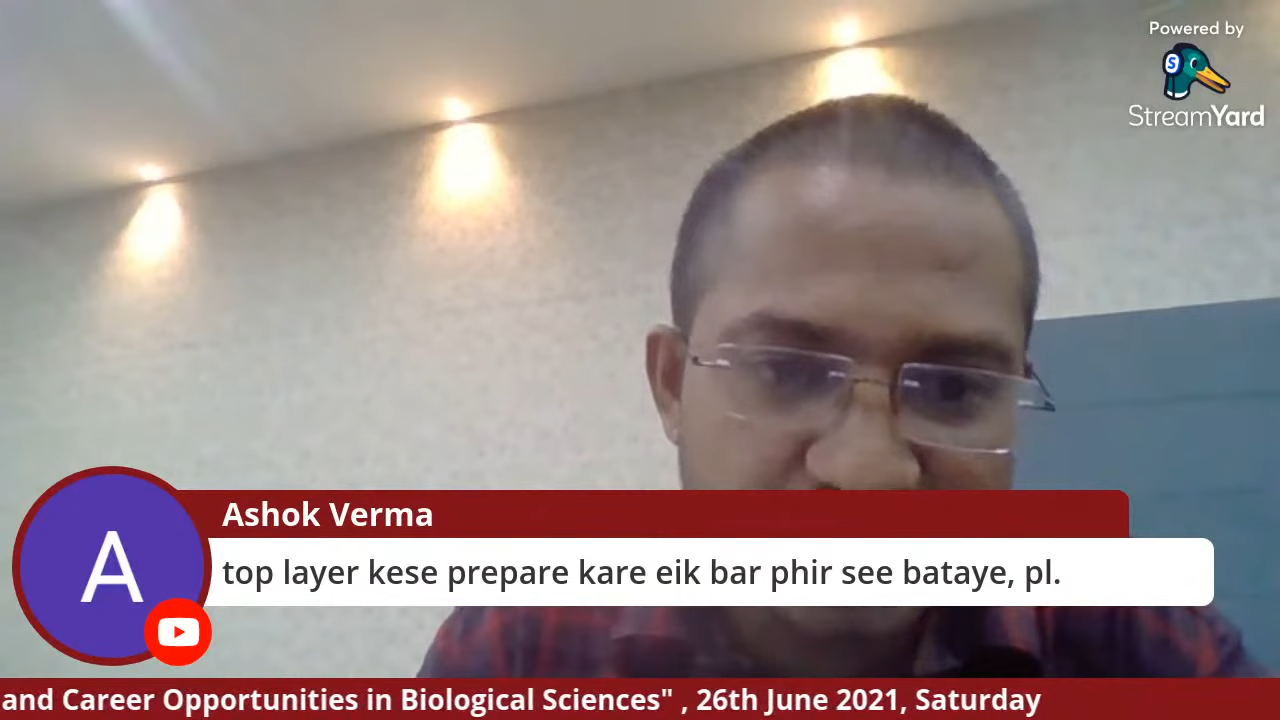 Powered by
S
StreamYard
A
Ashok Verma
top layer kese prepare kare eik bar phir see bataye, pl.
and Career Opportunities in Biological Sciences" , 26th June 2021, Saturday